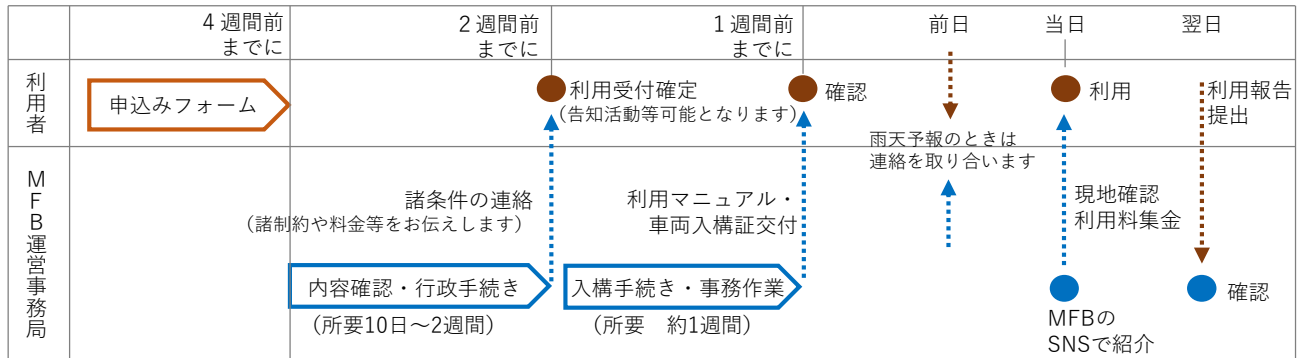 ４週間前
までに
２週間前
までに
１週間前
までに
前日
当日
翌日
利用者
申込みフォーム
利用受付確定
(告知活動等可能となります)
確認
利用
利用報告
提出
雨天予報のときは
連絡を取り合います
ＭＦＢ運営事務局
諸条件の連絡
(諸制約や料金等をお伝えします)
利用マニュアル・
車両入構証交付
現地確認
利用料集金
内容確認・行政手続き
(所要10日～2週間)
入構手続き・事務作業
(所要　約1週間)
確認
MFBの
SNSで紹介